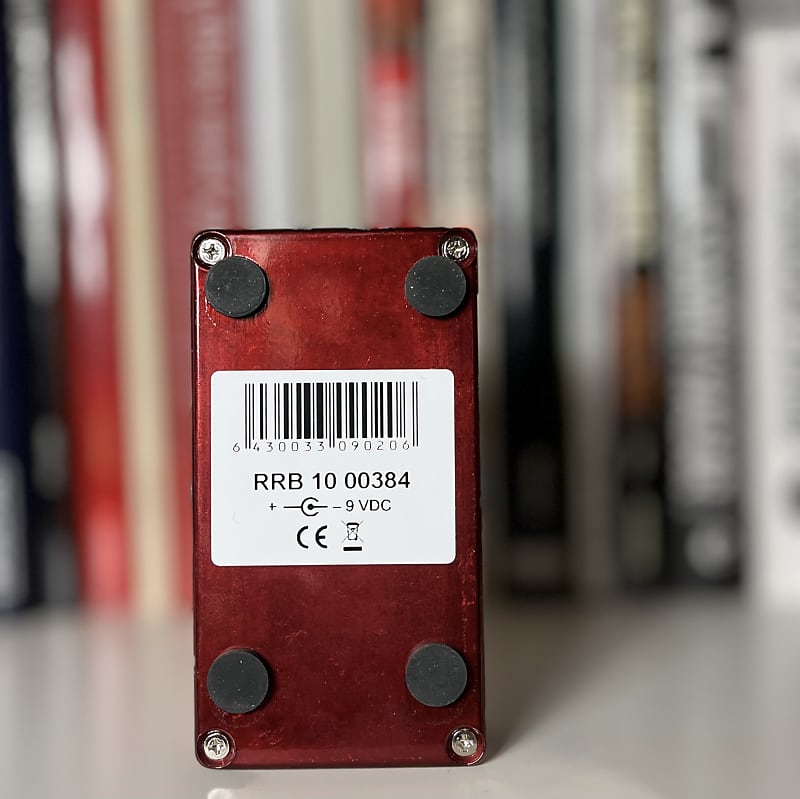 6 430033 090206
RRB 10 00384
+ – 9 VDC
CE